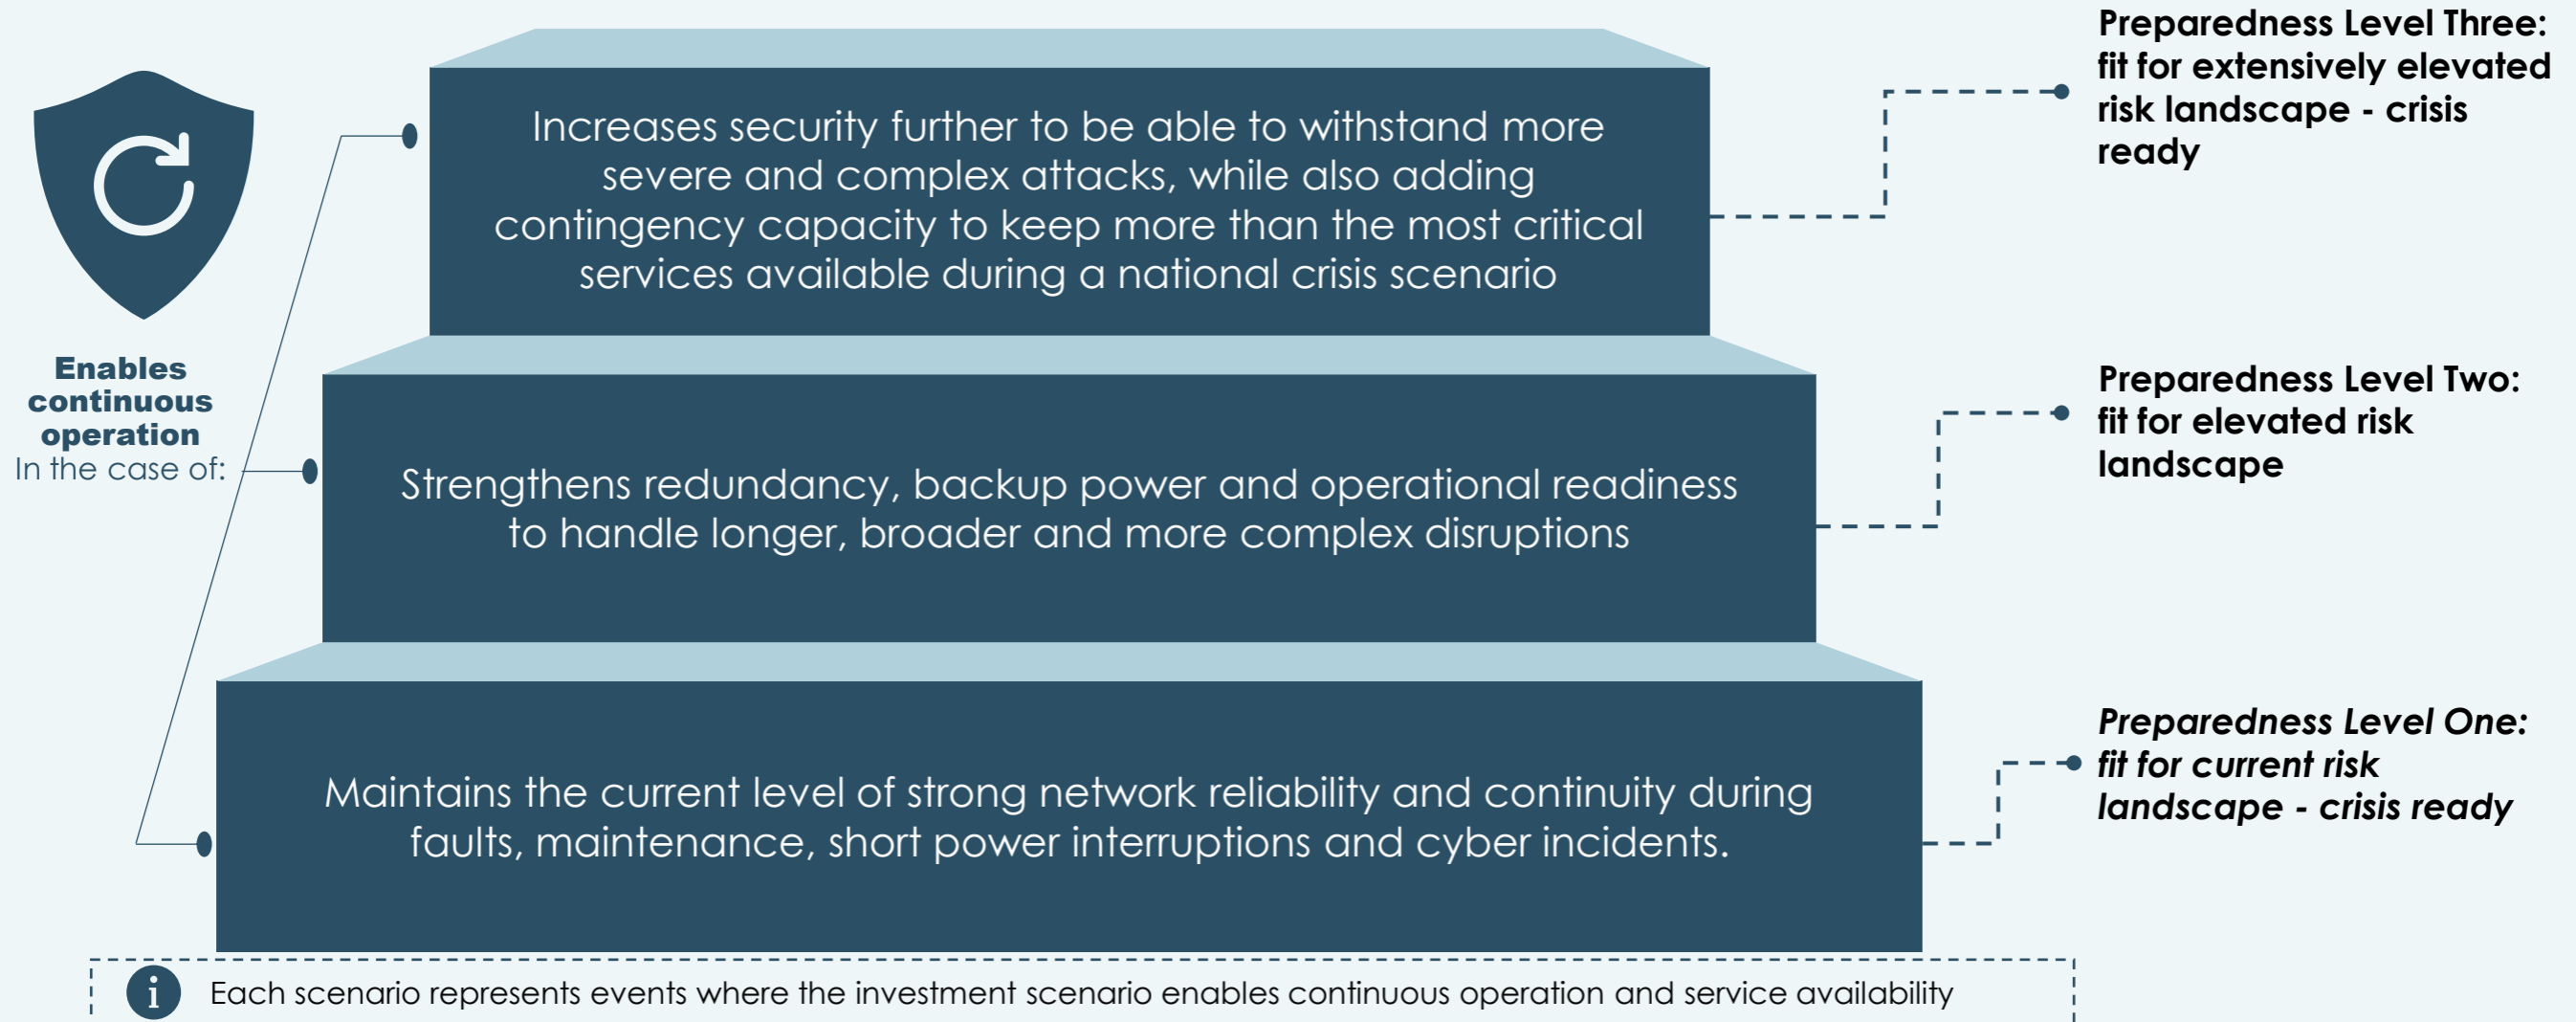 Preparedness Level Three:
fit for extensively elevated
risk landscape - crisis
ready
Increases security further to be able to withstand more
severe and complex attacks, while also adding
contingency capacity to keep more than the most critical
services available during a national crisis scenario
Enables
continuous
operation
In the case of:
Preparedness Level Two:
fit for elevated risk
landscape
Strengthens redundancy, backup power and operational readiness
to handle longer, broader and more complex disruptions
Preparedness Level One:
fit for current risk
landscape - crisis ready
Maintains the current level of strong network reliability and continuity during
faults, maintenance, short power interruptions and cyber incidents.
i
Each scenario represents events where the investment scenario enables continuous operation and service availability